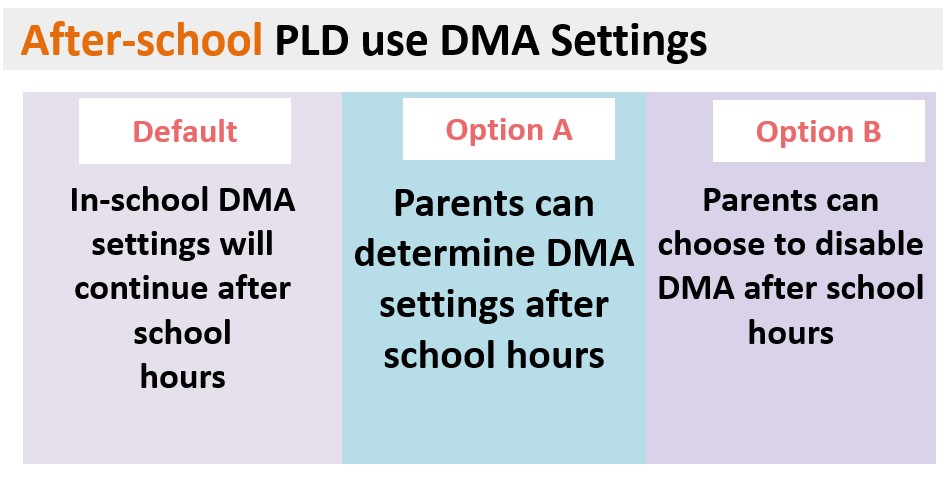 After-school PLD use DMA Settings
Default
In-school DMA
settings will
continue after
school
hours
Option A
Parents can
determine DMA
settings after
school hours
Option B
Parents can
choose to disable
DMA after school
hours